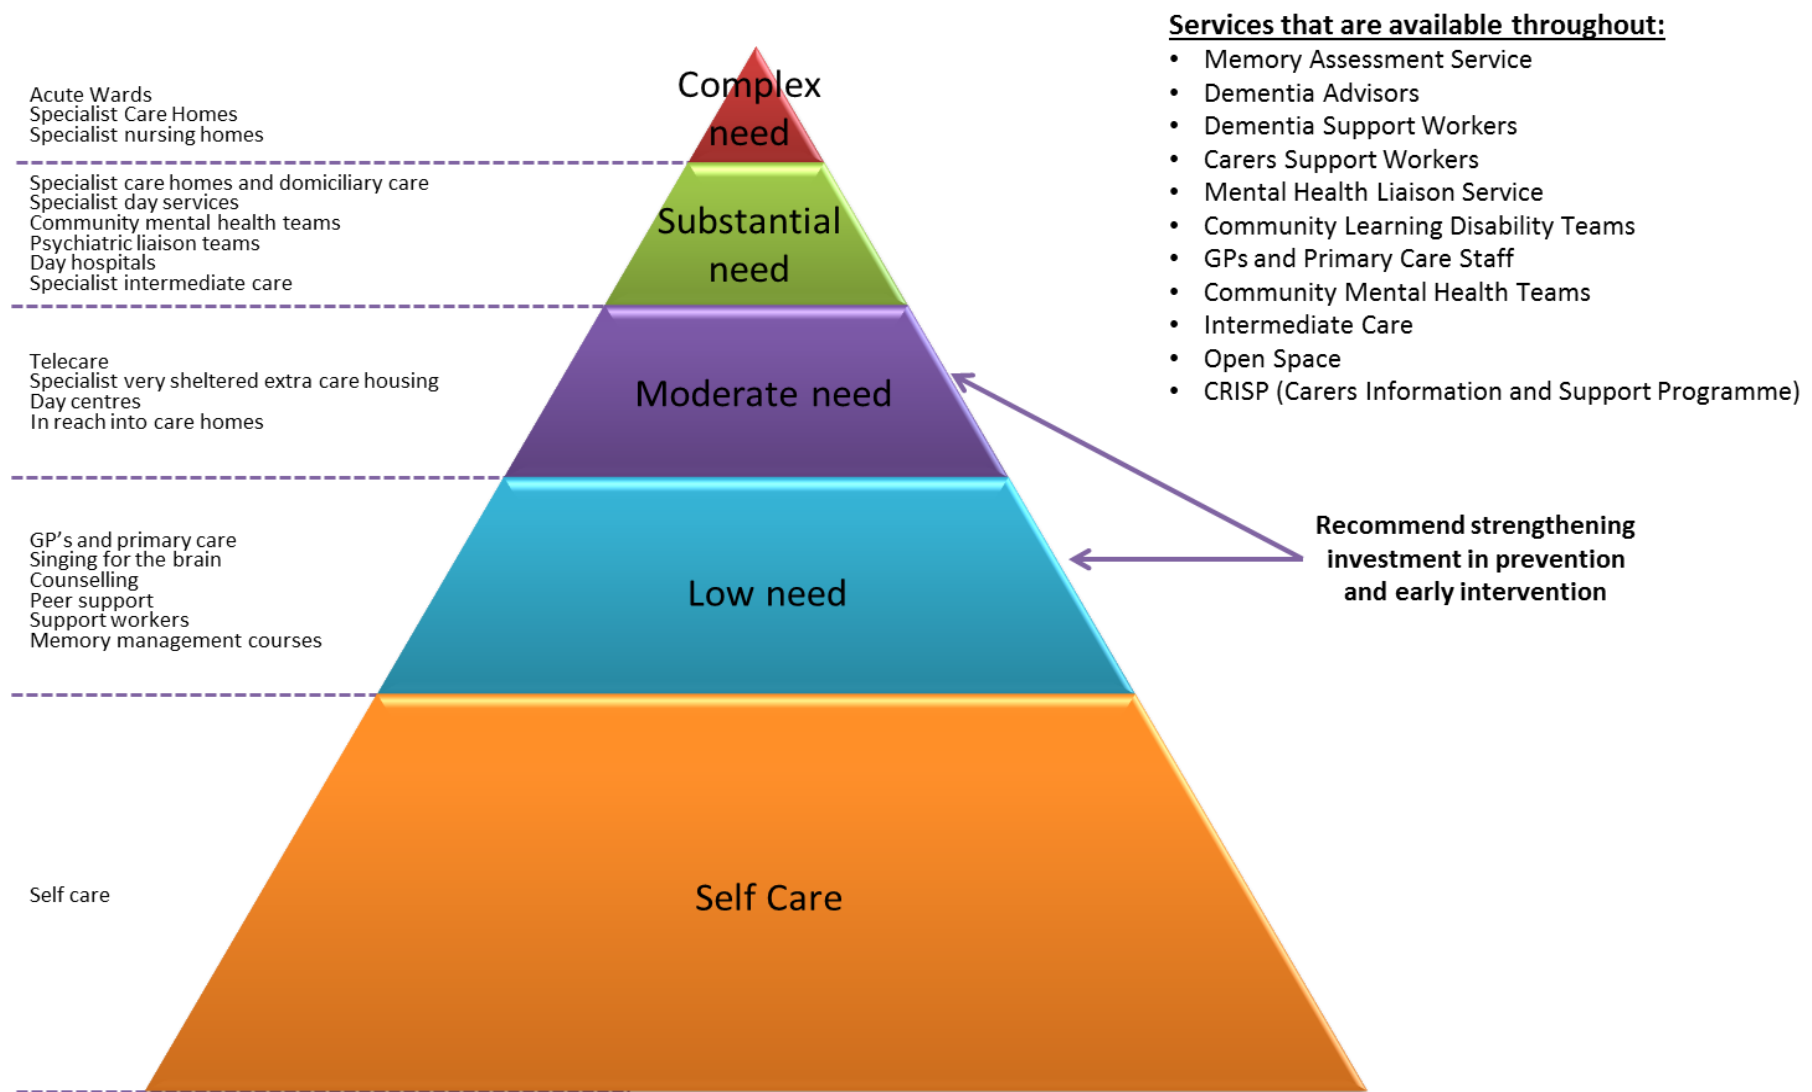 Services that are available throughout:
• Memory Assessment Service
• Dementia Advisors
• Dementia Support Workers
• Carers Support Workers
• Mental Health Liaison Service
• Community Learning Disability Teams
• GPs and Primary Care Staff
• Community Mental Health Teams
• Intermediate Care
• Open Space
• CRISP (Carers Information and Support Programme)
Acute Wards
Specialist Care Homes
Specialist nursing homes
Complex
need
Specialist care homes and domiciliary care
Specialist day services
Community mental health teams
Psychiatric liaison teams
Day hospitals
Specialist intermediate care
Substantial
need
Telecare
Specialist very sheltered extra care housing
Day centres
In reach into care homes
Moderate need
GP’s and primary care
Singing for the brain
Counselling
Peer support
Support workers
Memory management courses
Low need
Recommend strengthening
investment in prevention
and early intervention
Self care
Self Care